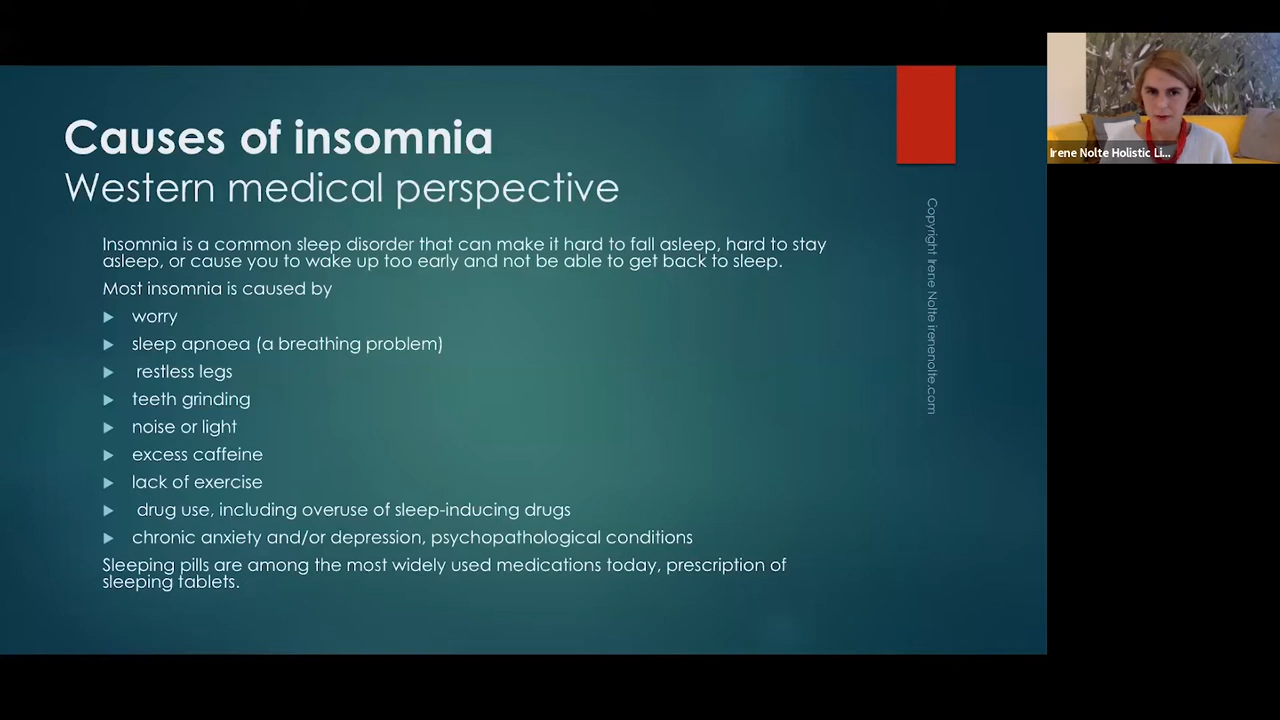 Causes of insomnia
Western medical perspective
Insomnia is a common sleep disorder that can make it hard to fall asleep, hard to stay
asleep, or cause you to wake up too early and not be able to get back to sleep.
Most insomnia is caused by
worry
sleep apnoea (a breathing problem)
restless legs
teeth grinding
noise or light
excess caffeine
lack of exercise
drug use, including overuse of sleep-inducing drugs
chronic anxiety and/or depression, psychopathological conditions
Sleeping pills are among the most widely used medications today, prescription of
sleeping tablets.
Copyright Irene Nolte irenenolte.com
Irene Nolte Holistic Li...